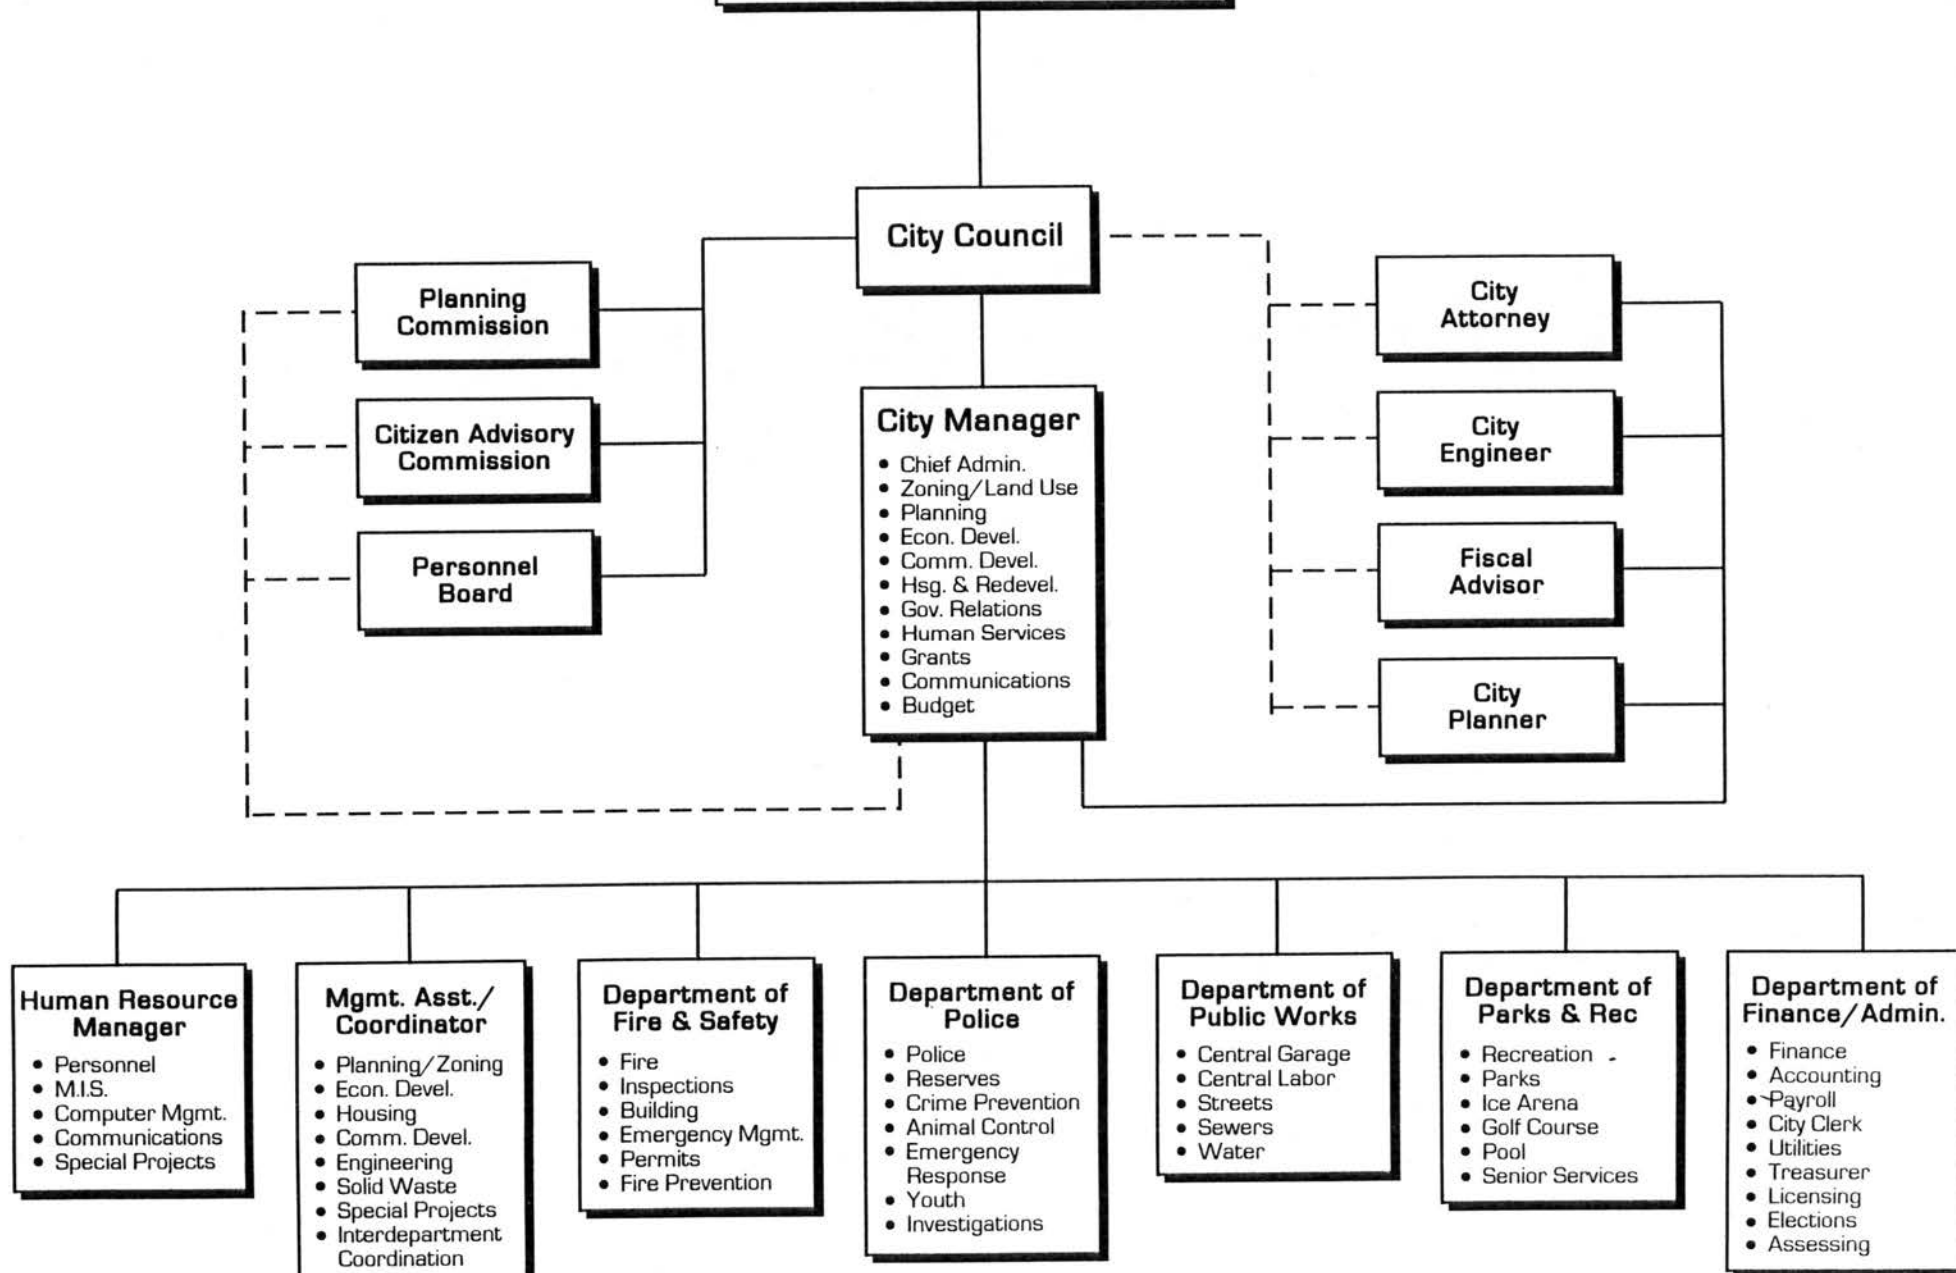 City Council
Planning
Commission
Citizen Advisory
Commission
Personnel
Board
City Manager
• Chief Admin.
• Zoning/Land Use
• Planning
• Econ. Devel.
• Comm. Devel.
• Hsg. & Redevel.
• Gov. Relations
• Human Services
• Grants
• Communications
• Budget
City
Attorney
City
Engineer
Fiscal
Advisor
City
Planner
Human Resource
Manager
• Personnel
• M.I.S.
• Computer Mgmt.
• Communications
• Special Projects
Mgmt. Asst./
Coordinator
• Planning/Zoning
• Econ. Devel.
• Housing
• Comm. Devel.
• Engineering
• Solid Waste
• Special Projects
• Interdepartment
Coordination
Department of
Fire & Safety
• Fire
• Inspections
• Building
• Emergency Mgmt.
• Permits
• Fire Prevention
Department of
Police
• Police
• Reserves
• Crime Prevention
• Animal Control
• Emergency
Response
• Youth
• Investigations
Department of
Public Works
• Central Garage
• Central Labor
• Streets
• Sewers
• Water
Department of
Parks & Rec
• Recreation
• Parks
• Ice Arena
• Golf Course
• Pool
• Senior Services
Department of
Finance/Admin.
• Finance
• Accounting
• Payroll
• City Clerk
• Utilities
• Treasurer
• Licensing
• Elections
• Assessing